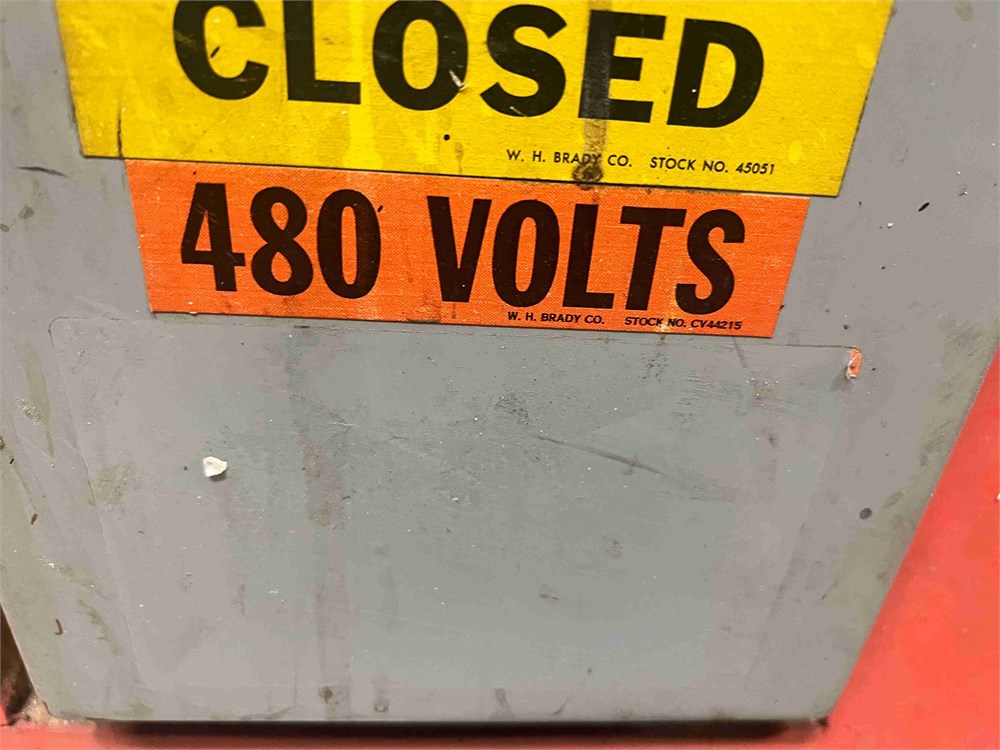 CLOSED
W. H. BRADY CO. STOCK NO. 45051
480 VOLTS
W. H. BRADY CO. STOCK NO. CV44215